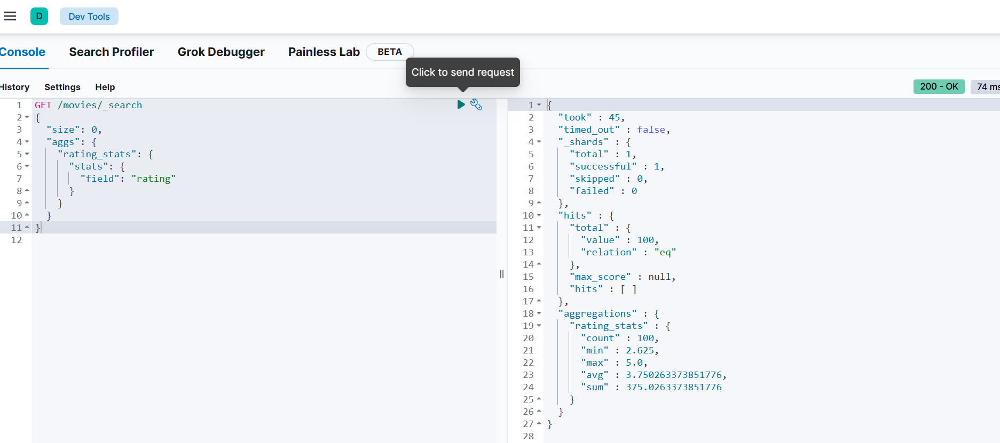 D Dev Tools
Console Search Profiler Grok Debugger Painless Lab BETA
Click to send request
History Settings Help
200 - OK 74 ms
1 GET /movies/_search
2 {
3 "size": 0,
4 "aggs": {
5 "rating_stats": {
6 "stats": {
7 "field": "rating"
8 }
9 }
10 }
11 }
12
1 {
2 "took" : 45,
3 "timed_out" : false,
4 "_shards" : {
5 "total" : 1,
6 "successful" : 1,
7 "skipped" : 0,
8 "failed" : 0
9 },
10 "hits" : {
11 "total" : {
12 "value" : 100,
13 "relation" : "eq"
14 },
15 "max_score" : null,
16 "hits" : [ ]
17 },
18 "aggregations" : {
19 "rating_stats" : {
20 "count" : 100,
21 "min" : 2.625,
22 "max" : 5.0,
23 "avg" : 3.750263373851776,
24 "sum" : 375.0263373851776
25 }
26 }
27 }
28